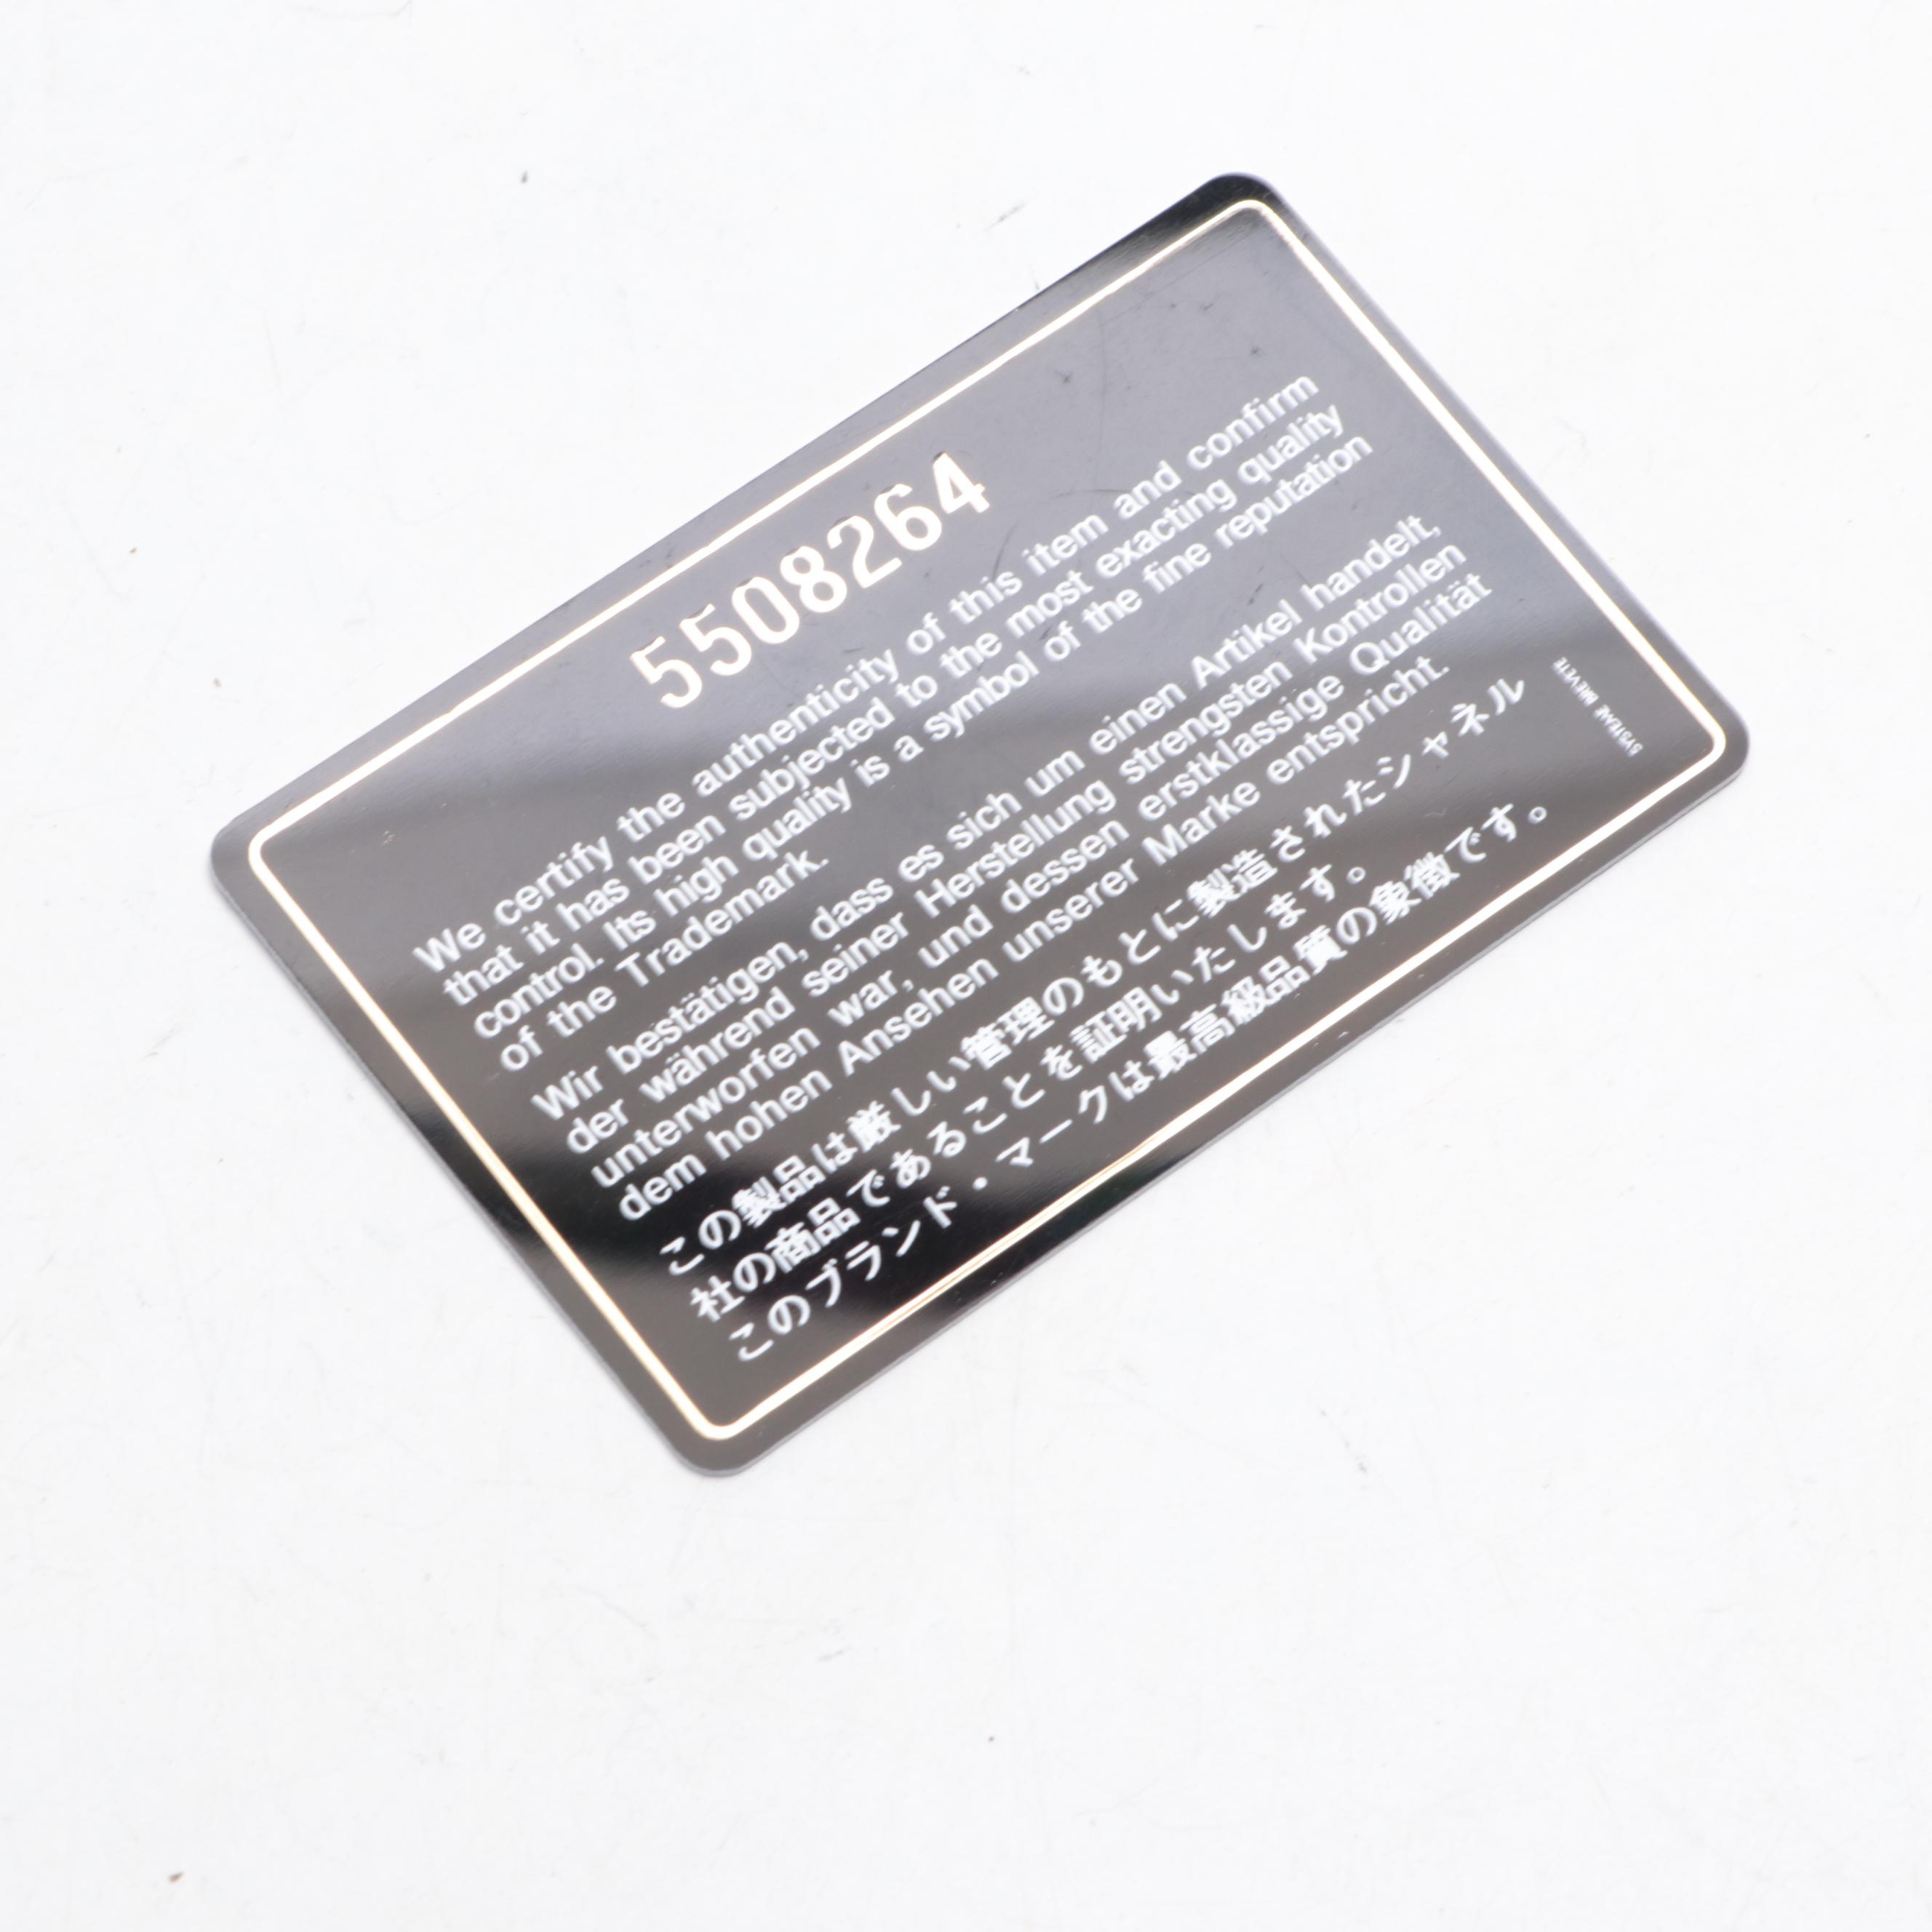 5508264
We certify the authenticity of this item and confirm
that it has been subjected to the most exacting quality
control. Its high quality is a symbol of the fine reputation
of the Trademark.
Wir bestätigen, dass es sich um einen Artikel handelt,
der während seiner Herstellung strengsten Kontrollen
unterworfen war, und dessen erstklassige Qualität
dem hohen Ansehen unserer Marke entspricht.
この製品は厳しい管理のもとに製造されたシャネル
社の商品であることを証明いたします。
このブランド・マークは最高級品質の象徴です。
SYSTEME BREVETE